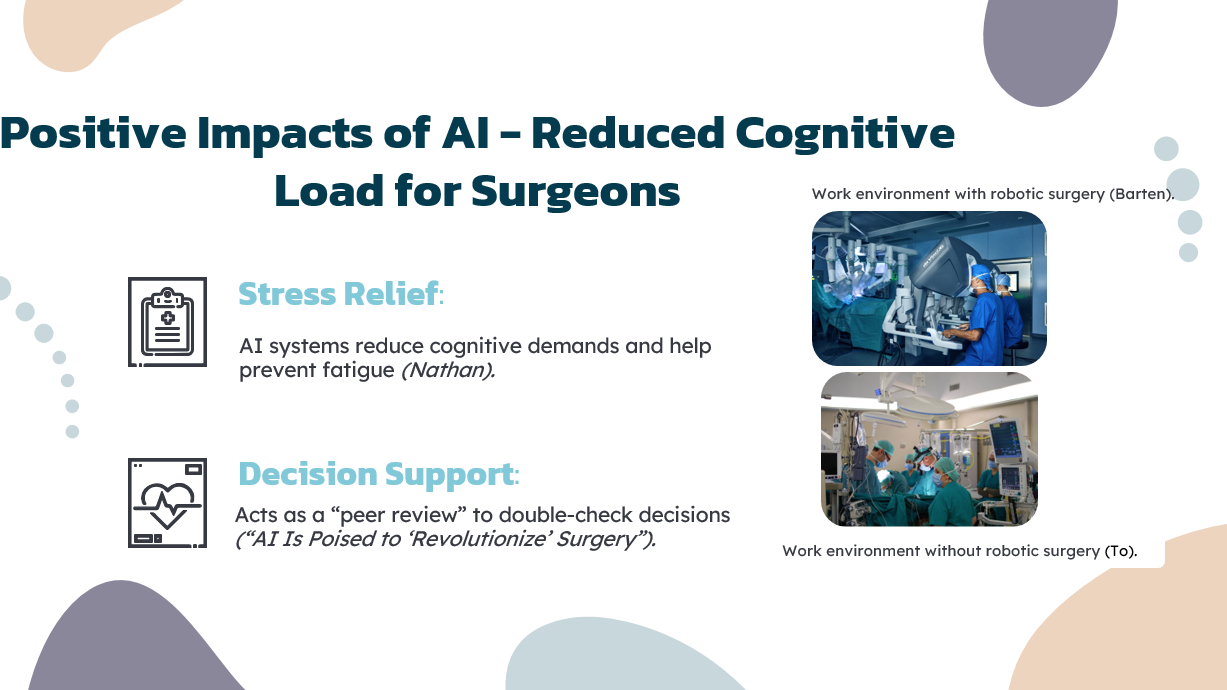 Positive Impacts of AI – Reduced Cognitive
Load for Surgeons
Work environment with robotic surgery (Barten).
Stress Relief:
AI systems reduce cognitive demands and help
prevent fatigue (Nathan).
Decision Support:
Acts as a “peer review” to double-check decisions
(“AI Is Poised to ‘Revolutionize’ Surgery”).
Work environment without robotic surgery (To).